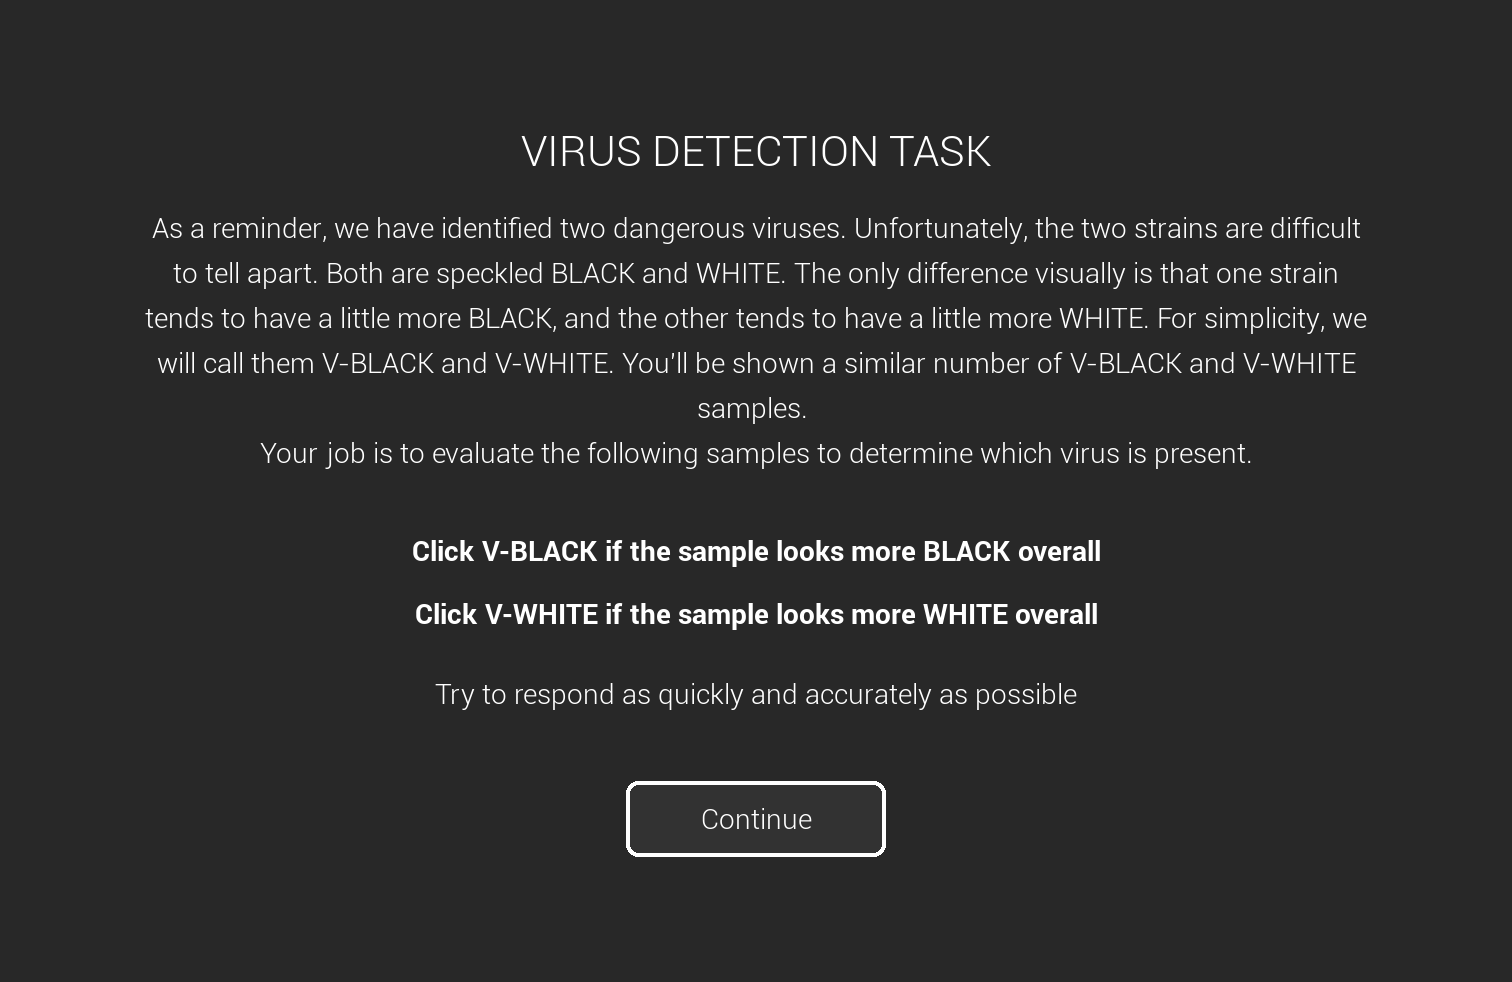 VIRUS DETECTION TASK
As a reminder, we have identified two dangerous viruses. Unfortunately, the two strains are difficult
to tell apart. Both are speckled BLACK and WHITE. The only difference visually is that one strain
tends to have a little more BLACK, and the other tends to have a little more WHITE. For simplicity, we
will call them V-BLACK and V-WHITE. You'll be shown a similar number of V-BLACK and V-WHITE
samples.
Your job is to evaluate the following samples to determine which virus is present.
Click V-BLACK if the sample looks more BLACK overall
Click V-WHITE if the sample looks more WHITE overall
Try to respond as quickly and accurately as possible
Continue